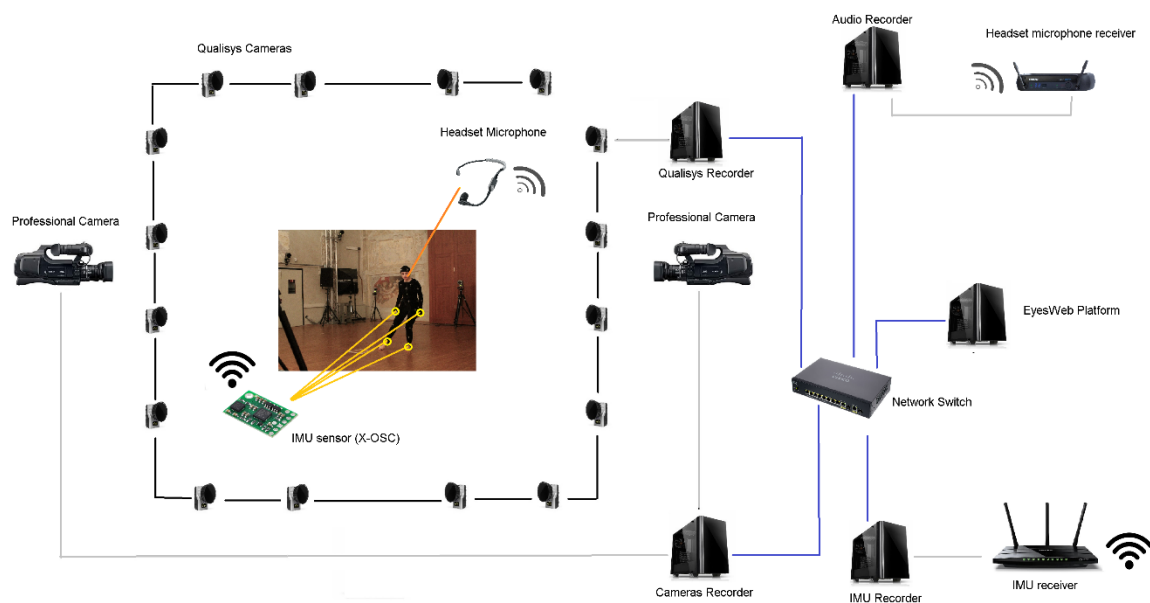 Audio Recorder
Headset microphone receiver
Qualisys Cameras
Headset Microphone
Qualisys Recorder
Professional Camera
Professional Camera
EyesWeb Platform
Network Switch
IMU sensor (X-OSC)
Cameras Recorder
IMU Recorder
IMU receiver